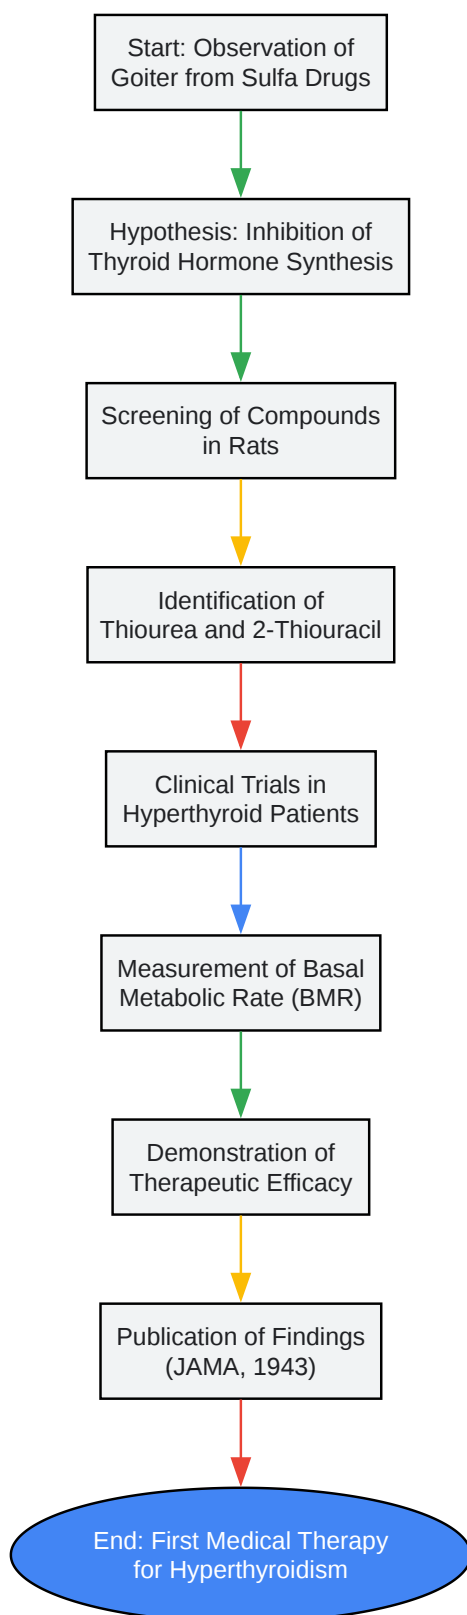 Start: Observation of
Goiter from Sulfa Drugs
Hypothesis: Inhibition of
Thyroid Hormone Synthesis
Screening of Compounds
in Rats
Identification of
Thiourea and 2-Thiouracil
Clinical Trials in
Hyperthyroid Patients
Measurement of Basal
Metabolic Rate (BMR)
Demonstration of
Therapeutic Efficacy
Publication of Findings
(JAMA, 1943)
End: First Medical Therapy
for Hyperthyroidism